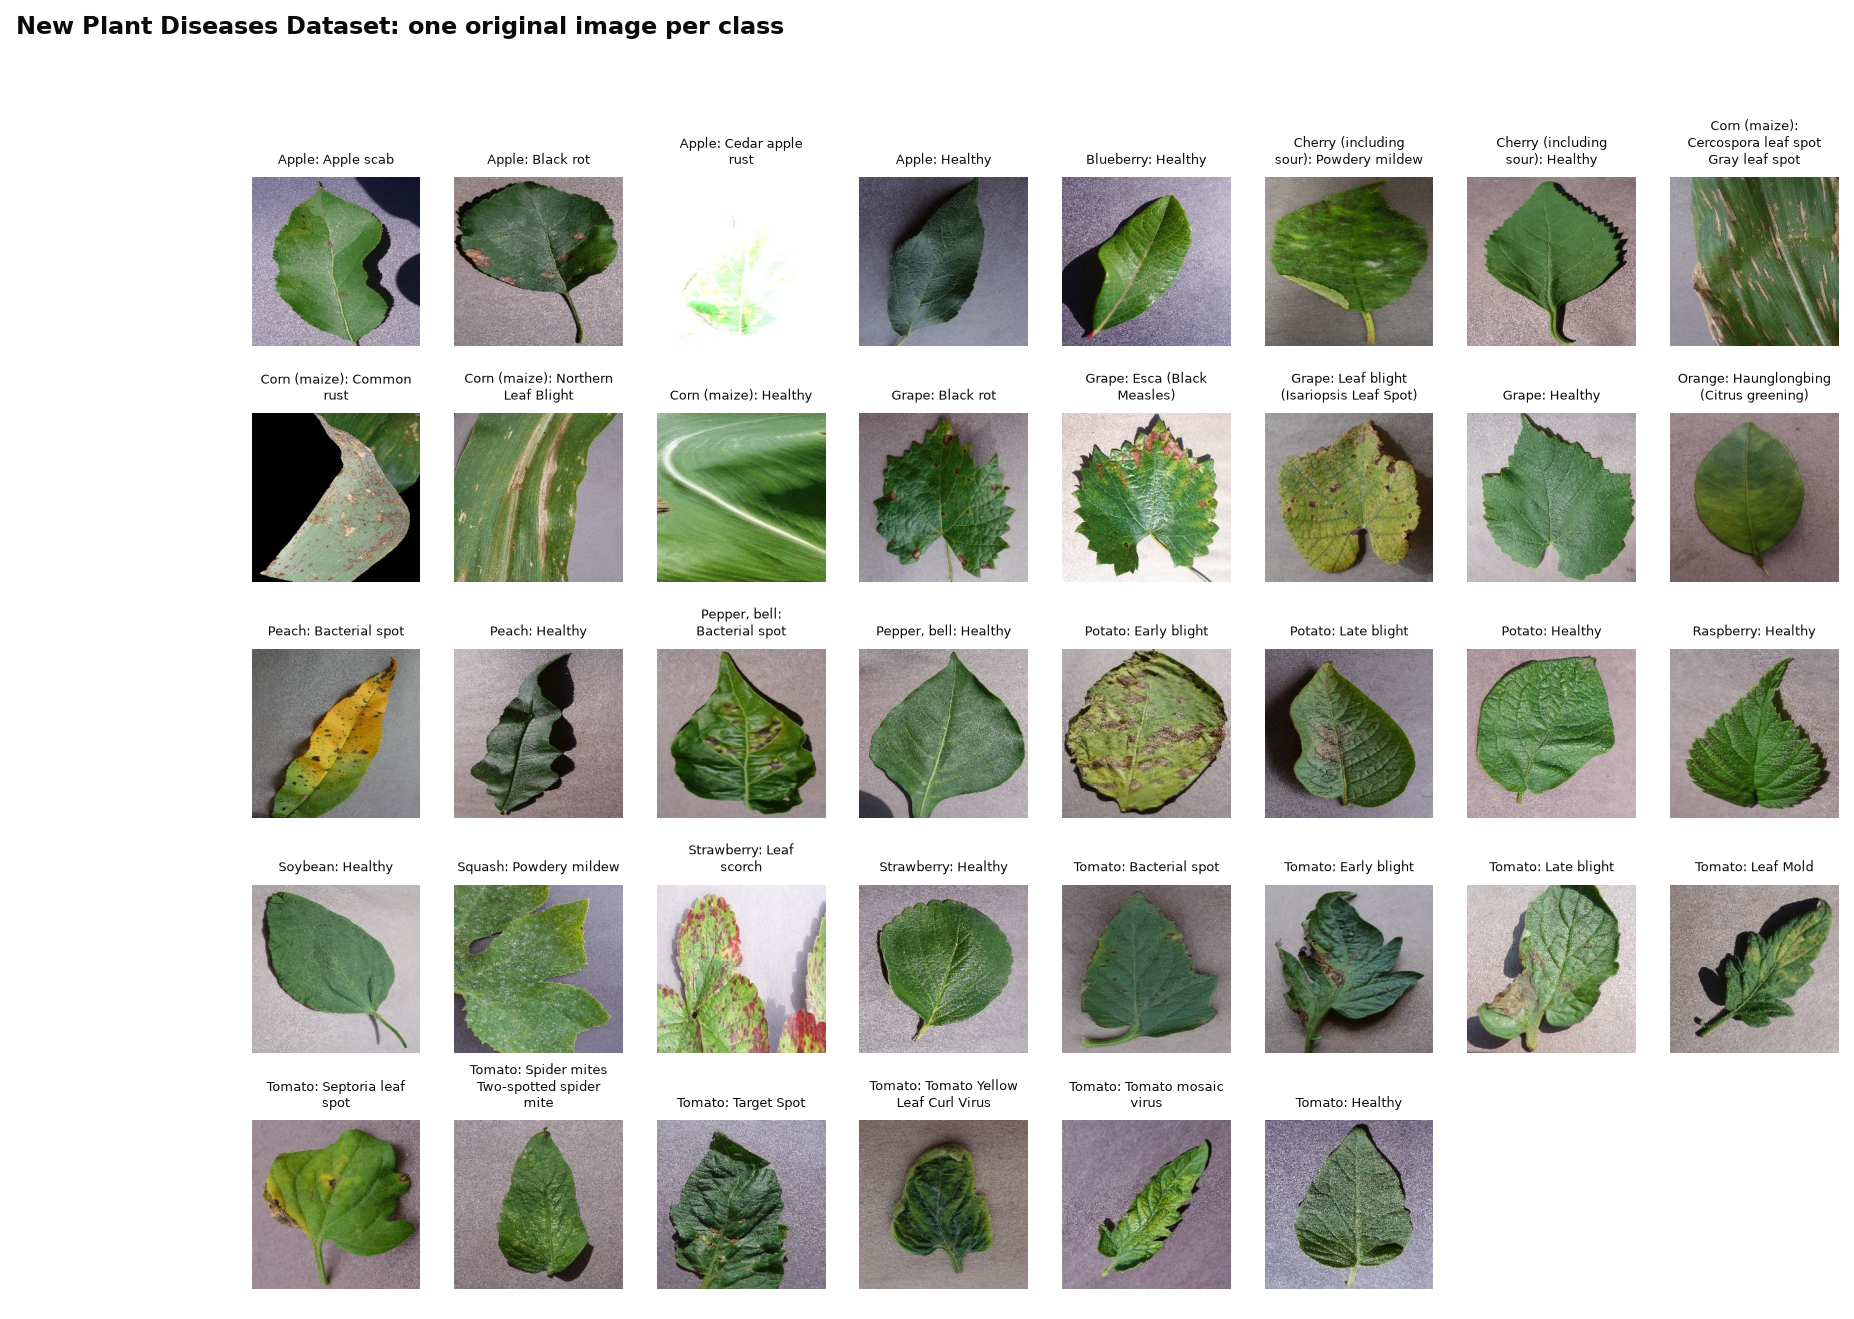 New Plant Diseases Dataset: one original image per class
Apple: Apple scab
Apple: Black rot
Apple: Cedar apple
rust
Apple: Healthy
Blueberry: Healthy
Cherry (including
sour): Powdery mildew
Cherry (including
sour): Healthy
Corn (maize):
Cercospora leaf spot
Gray leaf spot
Corn (maize): Common
rust
Corn (maize): Northern
Leaf Blight
Corn (maize): Healthy
Grape: Black rot
Grape: Esca (Black
Measles)
Grape: Leaf blight
(Isariopsis Leaf Spot)
Grape: Healthy
Orange: Haunglongbing
(Citrus greening)
Peach: Bacterial spot
Peach: Healthy
Pepper, bell:
Bacterial spot
Pepper, bell: Healthy
Potato: Early blight
Potato: Late blight
Potato: Healthy
Raspberry: Healthy
Soybean: Healthy
Squash: Powdery mildew
Strawberry: Leaf
scorch
Strawberry: Healthy
Tomato: Bacterial spot
Tomato: Early blight
Tomato: Late blight
Tomato: Leaf Mold
Tomato: Septoria leaf
spot
Tomato: Spider mites
Two-spotted spider
mite
Tomato: Target Spot
Tomato: Tomato Yellow
Leaf Curl Virus
Tomato: Tomato mosaic
virus
Tomato: Healthy